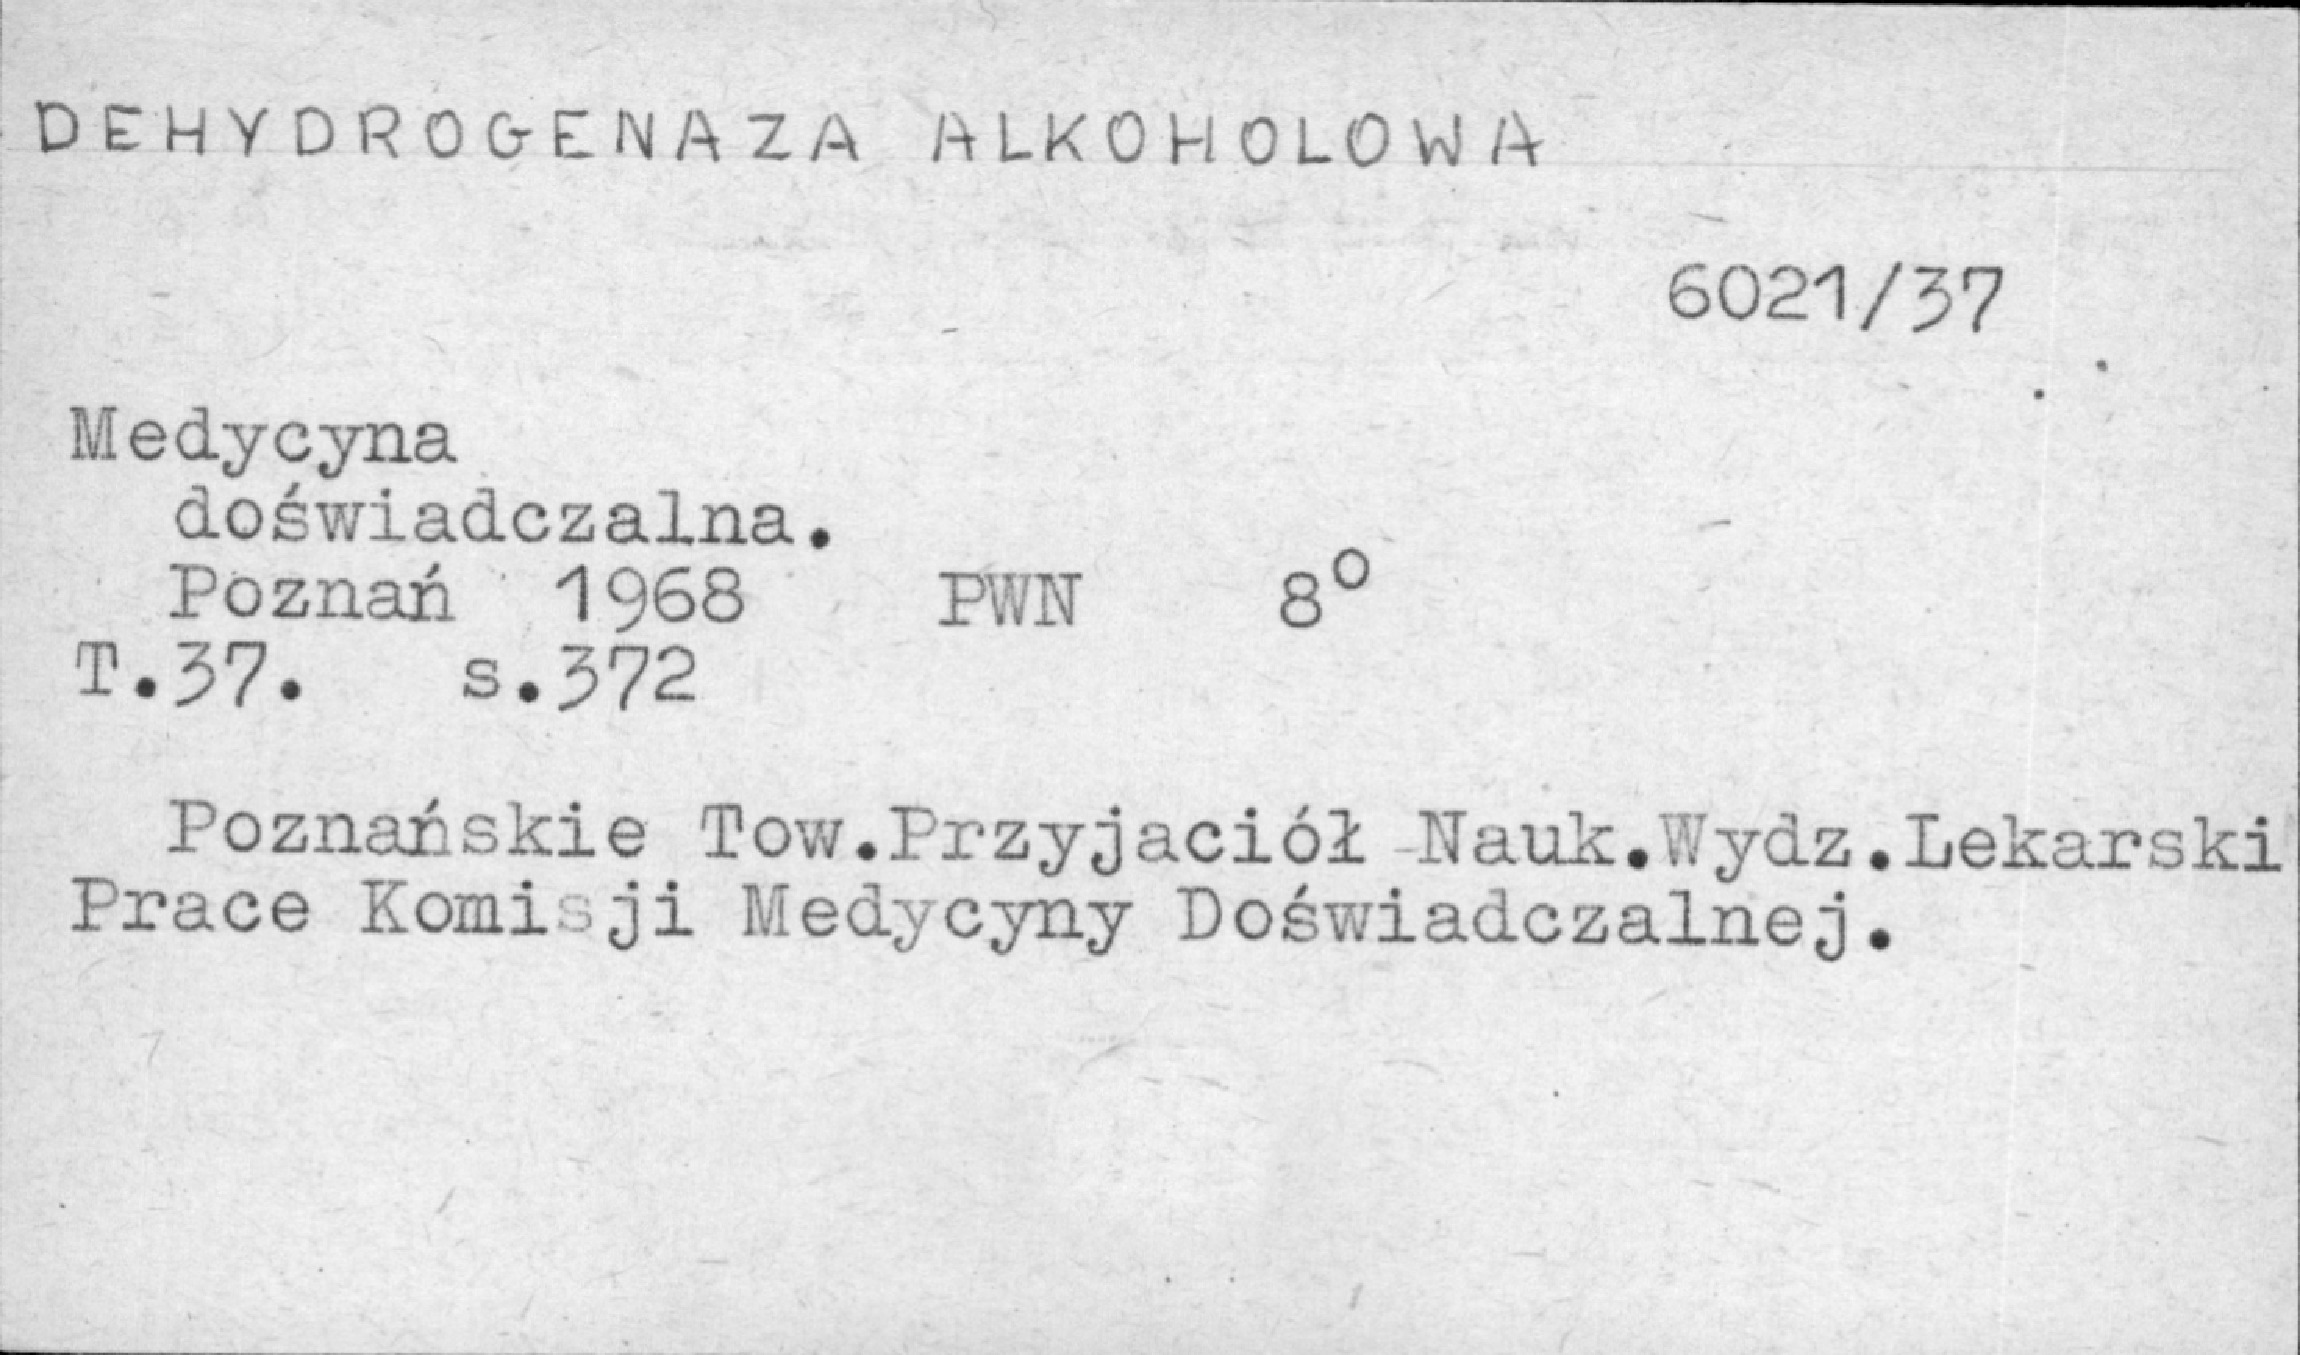 DEHYDROGENAZA ALKOHOLOWA
6021/37
Medycyna
doświadczalna.
Poznań 1968 PWN 8°
T.37. s.372
Poznańskie Tow.Przyjaciół Nauk.Wydz.Lekarski
Prace Komisji Medycyny Doświadczalnej.